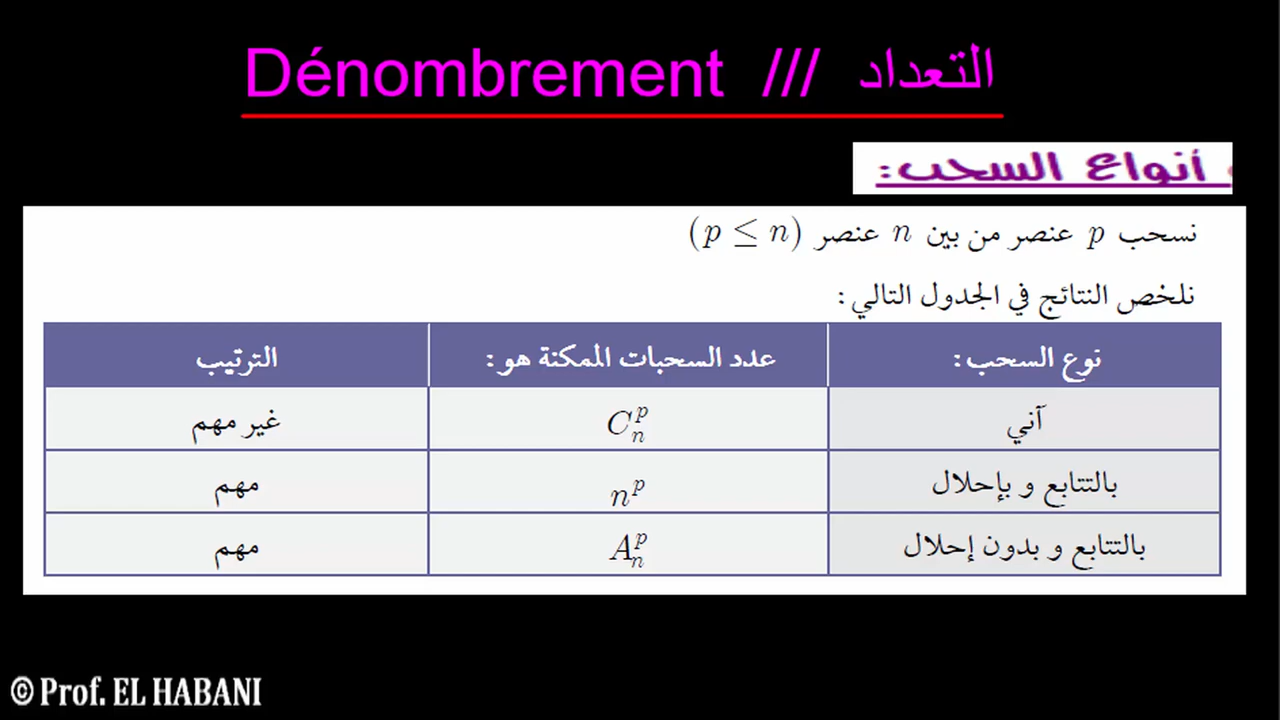 Dénombrement /// التعداد
أنواع السحب:
نسحب p عنصر من بين n عنصر (p ≤ n)
نلخص النتائج في الجدول التالي :
نوع السحب : عدد السحبات الممكنة هو : الترتيب
آني C_n^p غير مهم
بالتتابع و بإحلال n^p مهم
بالتتابع و بدون إحلال A_n^p مهم
© Prof. EL HABANI